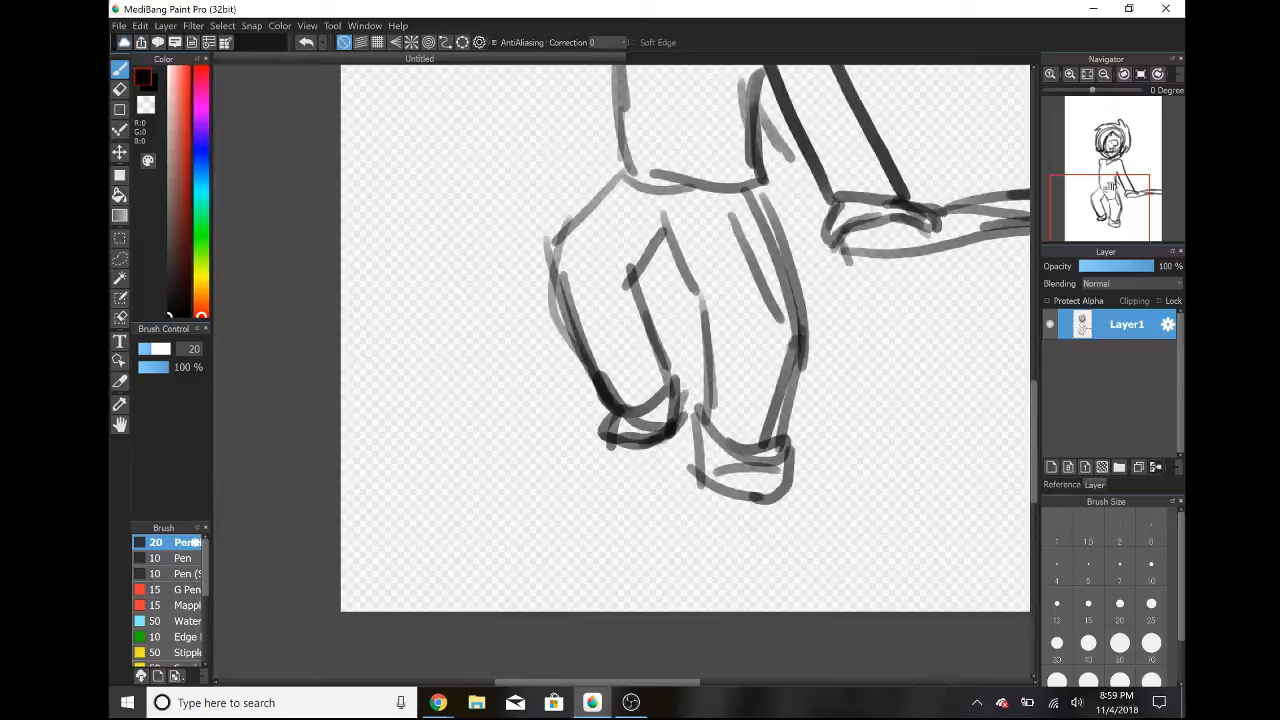 MediBang Paint Pro (32bit)
File Edit Layer Filter Select Snap Color View Tool Window Help
AntiAliasing Correction 0 Soft Edge
Untitled
Color
R:0
G:0
B:0
Brush Control
20
100 %
Brush
20 Pen
10 Pen
10 Pen (S
15 G Pen
15 Mappi
50 Water
10 Edge
50 Stipple
Navigator
0 Degree
Layer
Opacity 100 %
Blending Normal
Protect Alpha Clipping Lock
Layer1
Reference Layer
Brush Size
1 1.5 2 3
4 5 7 10
12 15 20 25
30 40 50 70
Type here to search
8:59 PM
11/4/2018